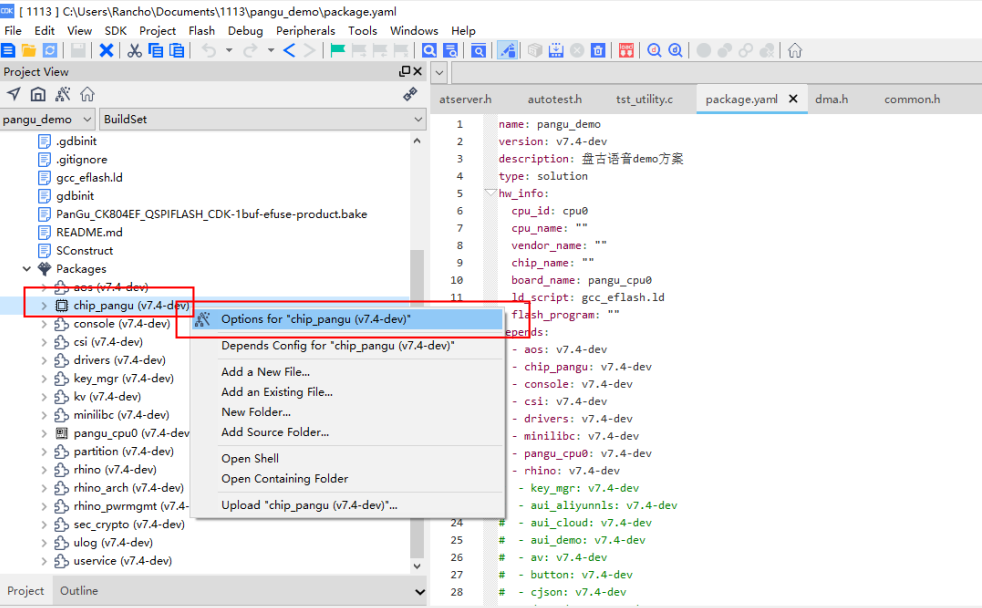 CDK [ 1113 ] C:\Users\Rancho\Documents\1113\pangu_demo\package.yaml
File Edit View SDK Project Flash Debug Peripherals Tools Windows Help
Project View
pangu_demo BuildSet
.gdbinit
.gitignore
gcc_eflash.ld
gdbinit
PanGu_CK804EF_QSPIFLASH_CDK-1buf-efuse-product.bake
README.md
SConstruct
Packages
aos (v7.4-dev)
chip_pangu (v7.4-dev)
console (v7.4-dev)
csi (v7.4-dev)
drivers (v7.4-dev)
key_mgr (v7.4-dev)
kv (v7.4-dev)
minilibc (v7.4-dev)
pangu_cpu0 (v7.4-dev
partition (v7.4-dev)
rhino (v7.4-dev)
rhino_arch (v7.4-dev)
rhino_pwrmgmt (v7.4-
sec_crypto (v7.4-dev)
ulog (v7.4-dev)
uservice (v7.4-dev)
Project Outline
Options for "chip_pangu (v7.4-dev)"
Depends Config for "chip_pangu (v7.4-dev)"
Add a New File...
Add an Existing File...
New Folder...
Add Source Folder...
Open Shell
Open Containing Folder
Upload "chip_pangu (v7.4-dev)"...
atserver.h autotest.h tst_utility.c package.yaml dma.h common.h
1 name: pangu_demo
2 version: v7.4-dev
3 description: 盘古语音demo方案
4 type: solution
5 hw_info:
6 cpu_id: cpu0
7 cpu_name: ""
8 vendor_name: ""
9 chip_name: ""
10 board_name: pangu_cpu0
11 ld_script: gcc_eflash.ld
flash_program: ""
epends:
- aos: v7.4-dev
- chip_pangu: v7.4-dev
- console: v7.4-dev
- csi: v7.4-dev
- drivers: v7.4-dev
- minilibc: v7.4-dev
- pangu_cpu0: v7.4-dev
- rhino: v7.4-dev
- key_mgr: v7.4-dev
- aui_aliyunnls: v7.4-dev
24 # - aui_cloud: v7.4-dev
25 # - aui_demo: v7.4-dev
26 # - av: v7.4-dev
27 # - button: v7.4-dev
28 # - cjson: v7.4-dev